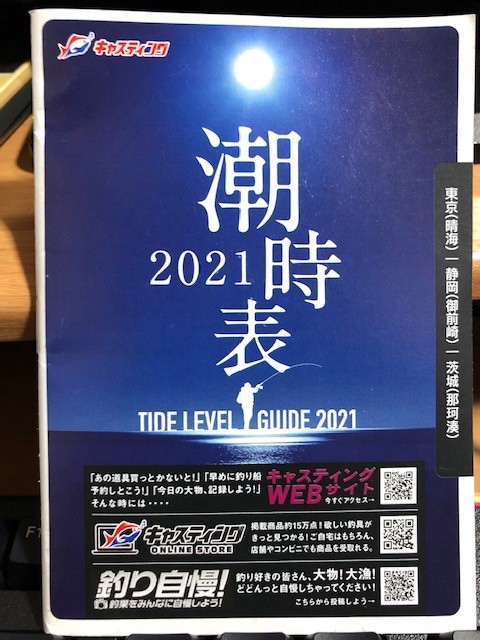 キャスティング
潮時表
2021
東京(晴海)ー静岡(御前崎)ー茨城(那珂湊)
TIDE LEVEL GUIDE 2021
「あの道具買っとかないと!」「早めに釣り船
予約しとこう!」「今日の大物、記録しよう!」
そんな時には・・・・
キャスティング
WEBサイト
今すぐアクセス→
キャスティング
ONLINE STORE
掲載商品約15万点!欲しい釣具が
きっと見つかる!ご自宅はもちろん、
店舗やコンビニでも商品を受取れる。
釣り自慢!
釣果をみんなに自慢しよう!
釣り好きの皆さん、大物!大漁!
どどんっと自慢しちゃってください!
こちらから投稿しよう→
F1